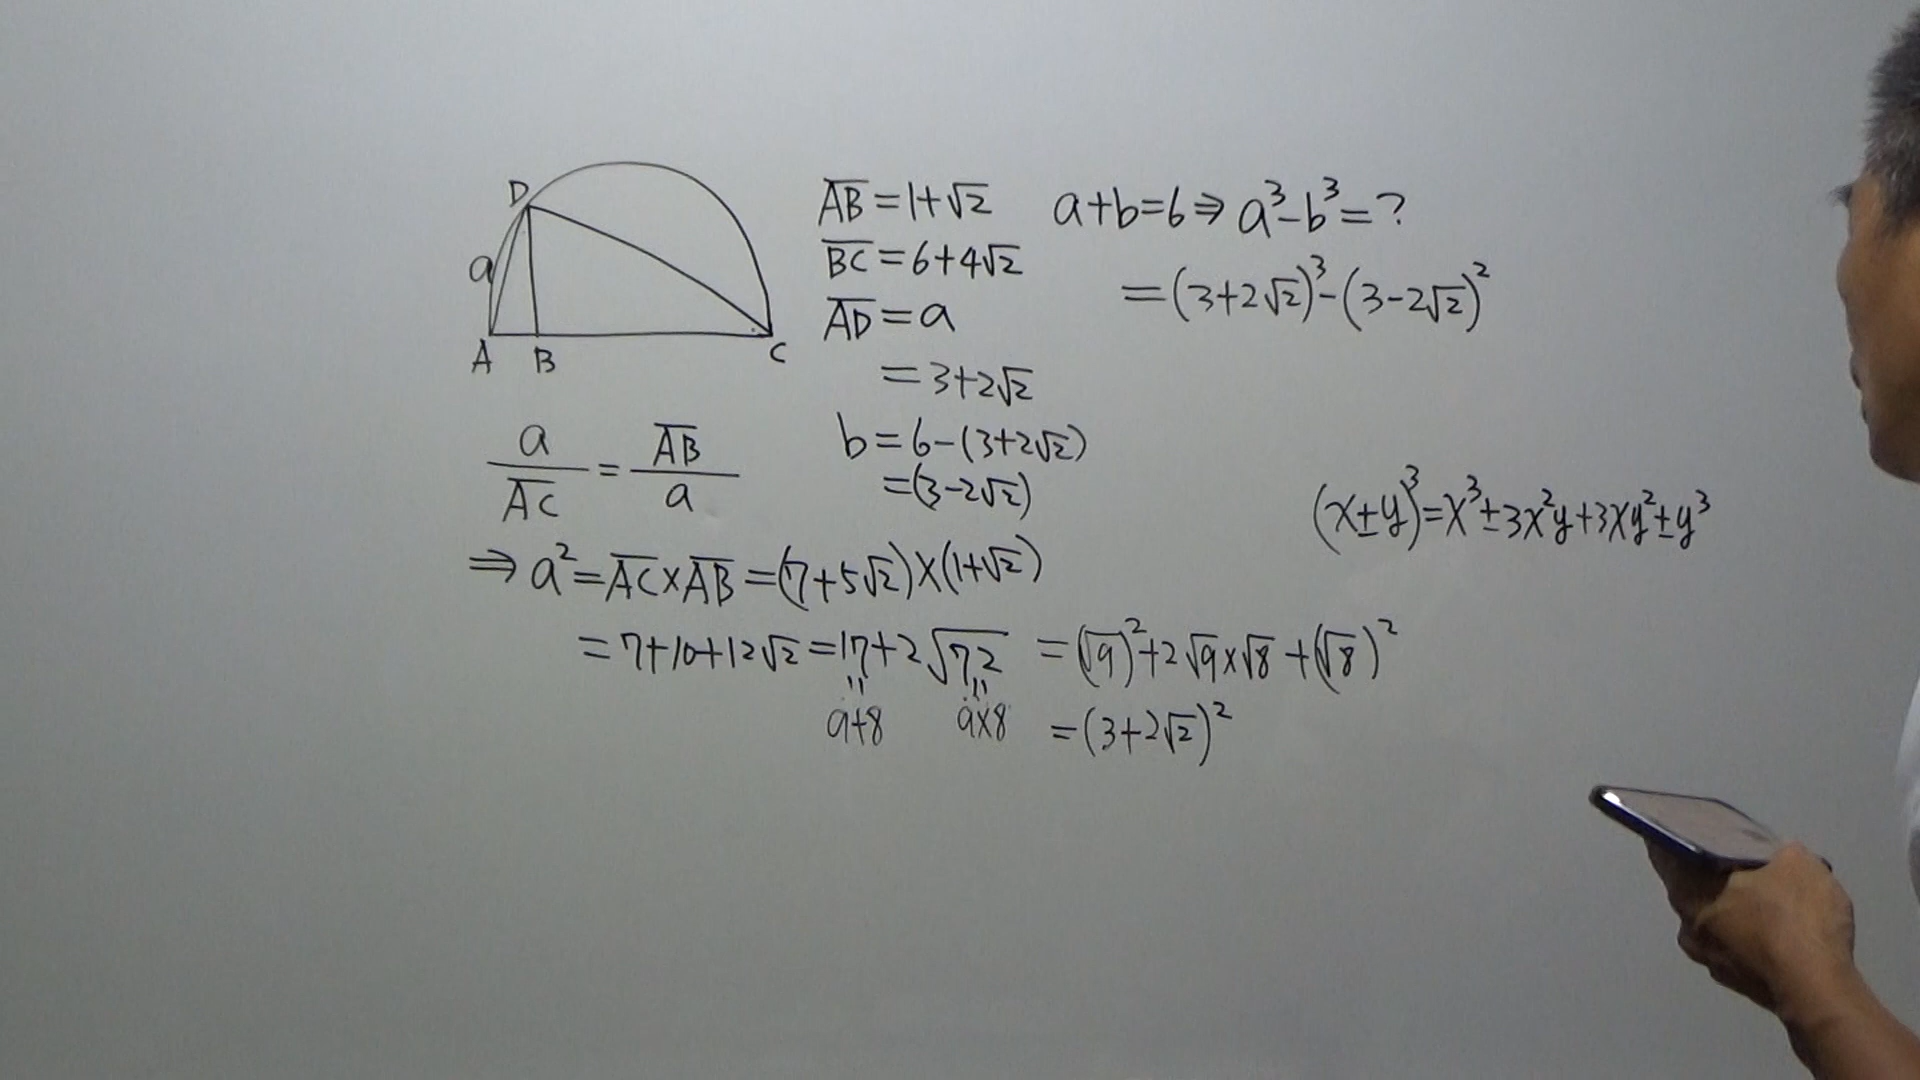 D
a
A B C
AB̅ = 1+√2
BC̅ = 6+4√2
AD̅ = a
= 3+2√2
b = 6-(3+2√2)
= (3-2√2)
a+b=6 ⇒ a³-b³=?
= (3+2√2)³-(3-2√2)²
a/AC̅ = AB̅/a
(x±y)³=x³±3x²y+3xy²±y³
⇒ a²=AC̅×AB̅=(7+5√2)×(1+√2)
= 7+10+12√2 = 17+2√72 = (√9)²+2√9×√8+(√8)²
9+8 9×8 = (3+2√2)²